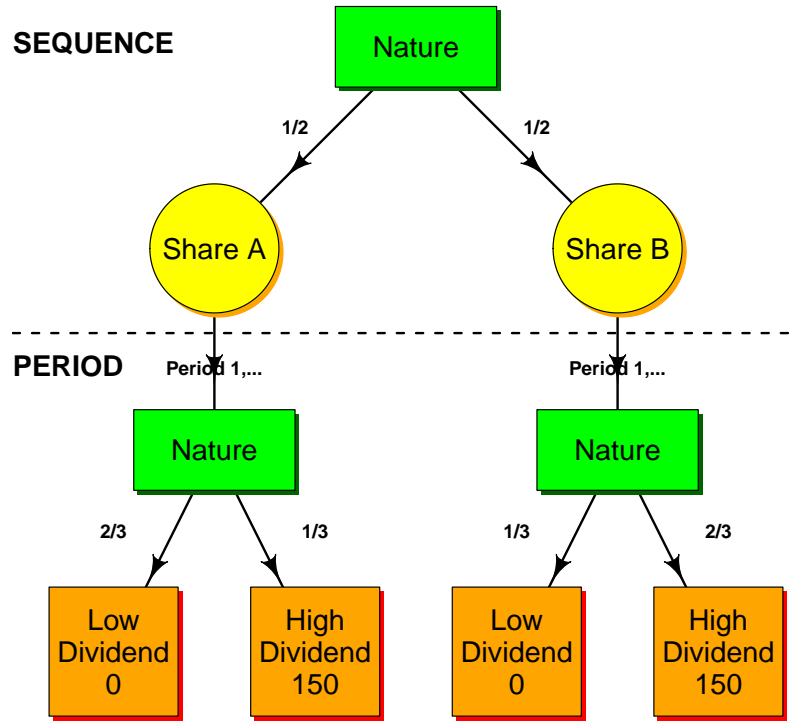 SEQUENCE
Nature
1/2
1/2
Share A
Share B
PERIOD
Period 1,...
Period 1,...
Nature
Nature
2/3
1/3
1/3
2/3
Low
Dividend
0
High
Dividend
150
Low
Dividend
0
High
Dividend
150